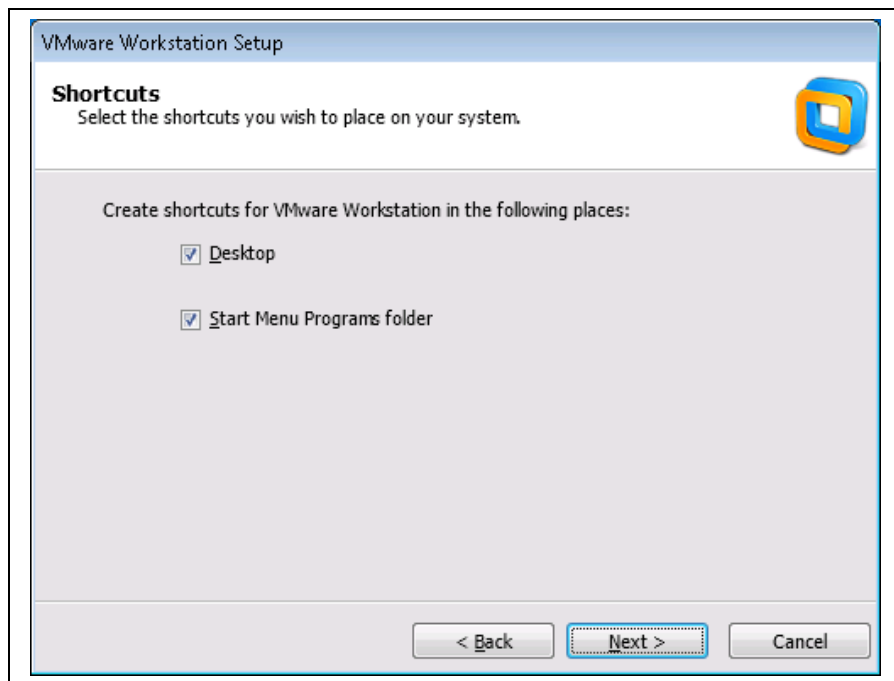 VMware Workstation Setup
Shortcuts
Select the shortcuts you wish to place on your system.
Create shortcuts for VMware Workstation in the following places:
Desktop
Start Menu Programs folder
< Back Next > Cancel